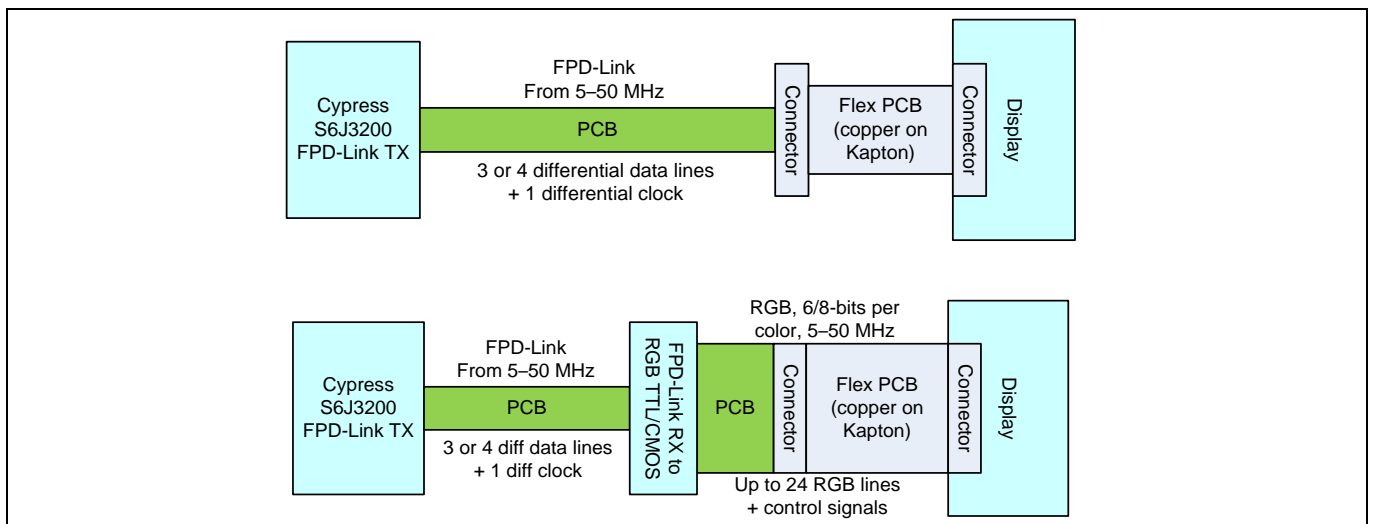 Cypress
S6J3200
FPD-Link TX
FPD-Link
From 5–50 MHz
PCB
3 or 4 differential data lines
+ 1 differential clock
Connector
Flex PCB
(copper on
Kapton)
Connector
Display
Cypress
S6J3200
FPD-Link TX
FPD-Link
From 5–50 MHz
PCB
3 or 4 diff data lines
+ 1 diff clock
FPD-Link RX to
RGB TTL/CMOS
RGB, 6/8-bits per
color, 5–50 MHz
PCB
Connector
Flex PCB
(copper on
Kapton)
Connector
Up to 24 RGB lines
+ control signals
Display